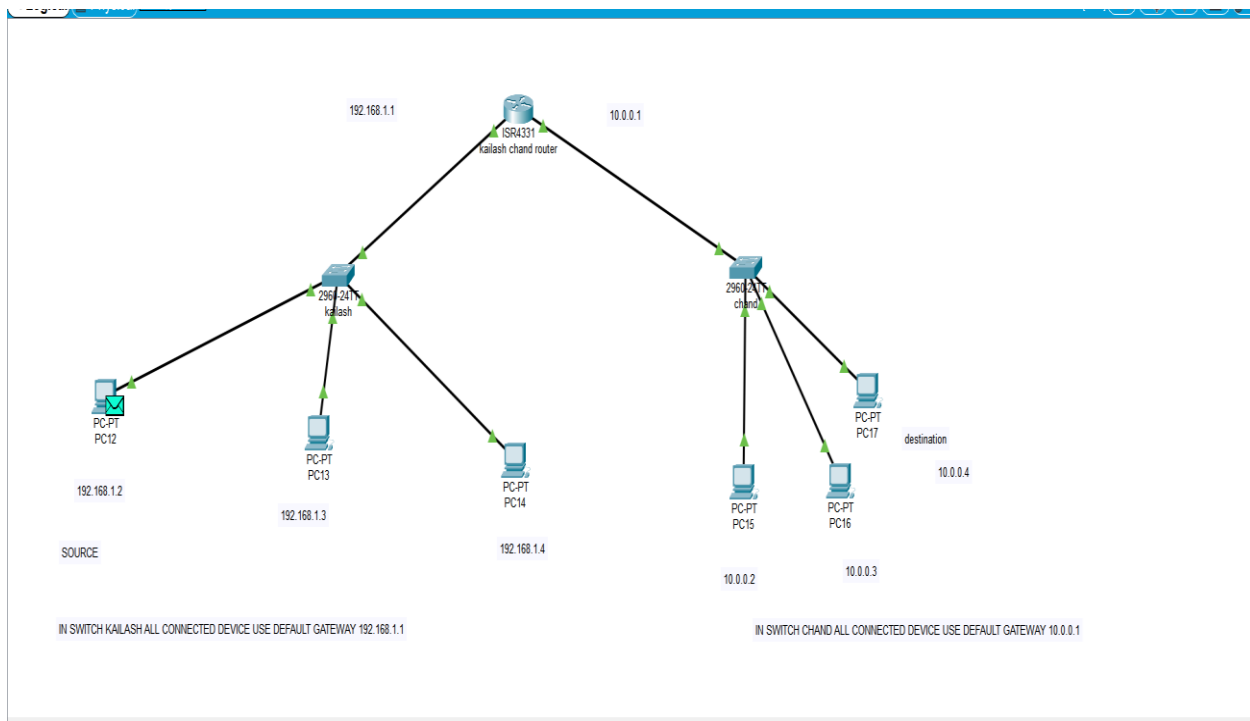 192.168.1.1
10.0.0.1
ISR4331
kailash chand router
2960-24TT
kailash
2960-24TT
chand
PC-PT
PC12
PC-PT
PC13
PC-PT
PC14
PC-PT
PC17
PC-PT
PC15
PC-PT
PC16
destination
10.0.0.4
192.168.1.2
192.168.1.3
192.168.1.4
SOURCE
10.0.0.2
10.0.0.3
IN SWITCH KAILASH ALL CONNECTED DEVICE USE DEFAULT GATEWAY 192.168.1.1
IN SWITCH CHAND ALL CONNECTED DEVICE USE DEFAULT GATEWAY 10.0.0.1